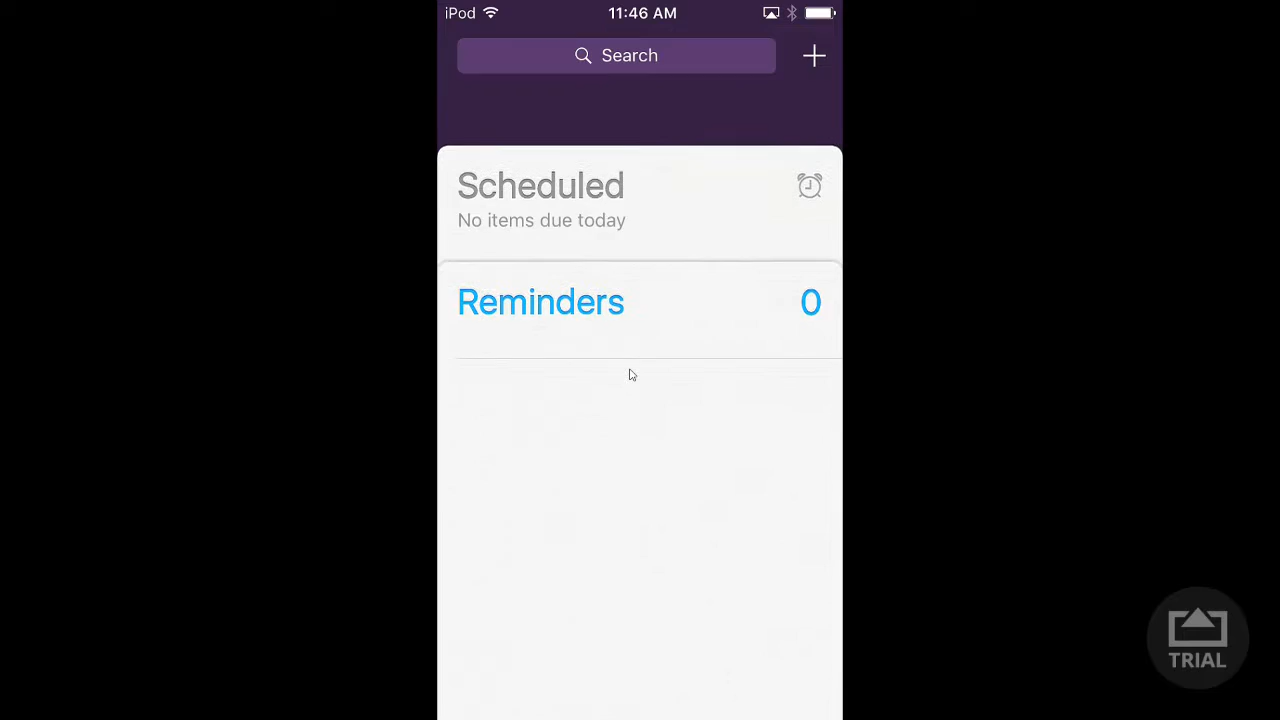 iPod 11:46 AM
Search
Scheduled
No items due today
Reminders 0
TRIAL